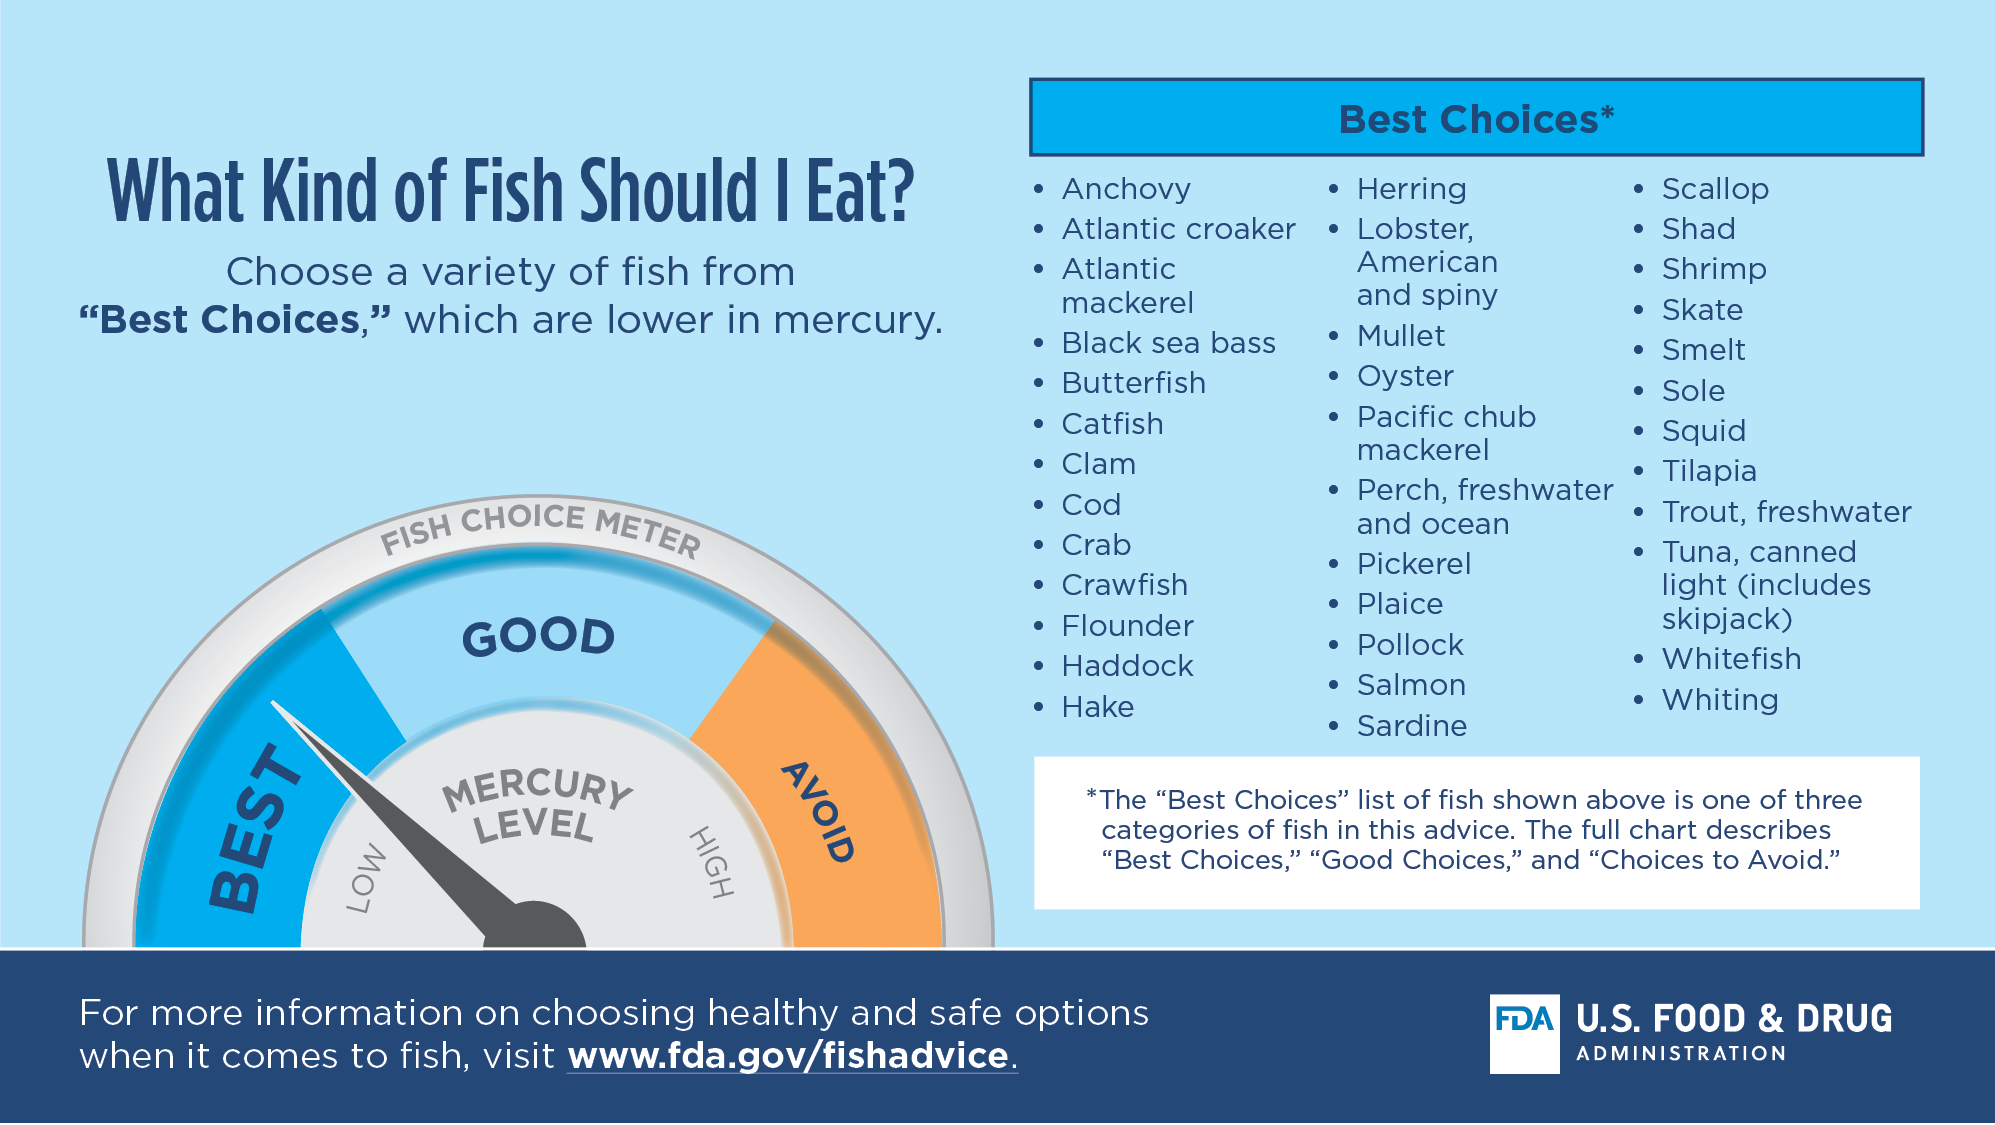 What Kind of Fish Should I Eat?
Choose a variety of fish from
“Best Choices,” which are lower in mercury.
FISH CHOICE METER
BEST
GOOD
AVOID
MERCURY
LEVEL
LOW
HIGH
Best Choices*
• Anchovy
• Atlantic croaker
• Atlantic
mackerel
• Black sea bass
• Butterfish
• Catfish
• Clam
• Cod
• Crab
• Crawfish
• Flounder
• Haddock
• Hake
• Herring
• Lobster,
American
and spiny
• Mullet
• Oyster
• Pacific chub
mackerel
• Perch, freshwater
and ocean
• Pickerel
• Plaice
• Pollock
• Salmon
• Sardine
• Scallop
• Shad
• Shrimp
• Skate
• Smelt
• Sole
• Squid
• Tilapia
• Trout, freshwater
• Tuna, canned
light (includes
skipjack)
• Whitefish
• Whiting
*The “Best Choices” list of fish shown above is one of three
categories of fish in this advice. The full chart describes
“Best Choices,” “Good Choices,” and “Choices to Avoid.”
For more information on choosing healthy and safe options
when it comes to fish, visit www.fda.gov/fishadvice.
FDA U.S. FOOD & DRUG
ADMINISTRATION